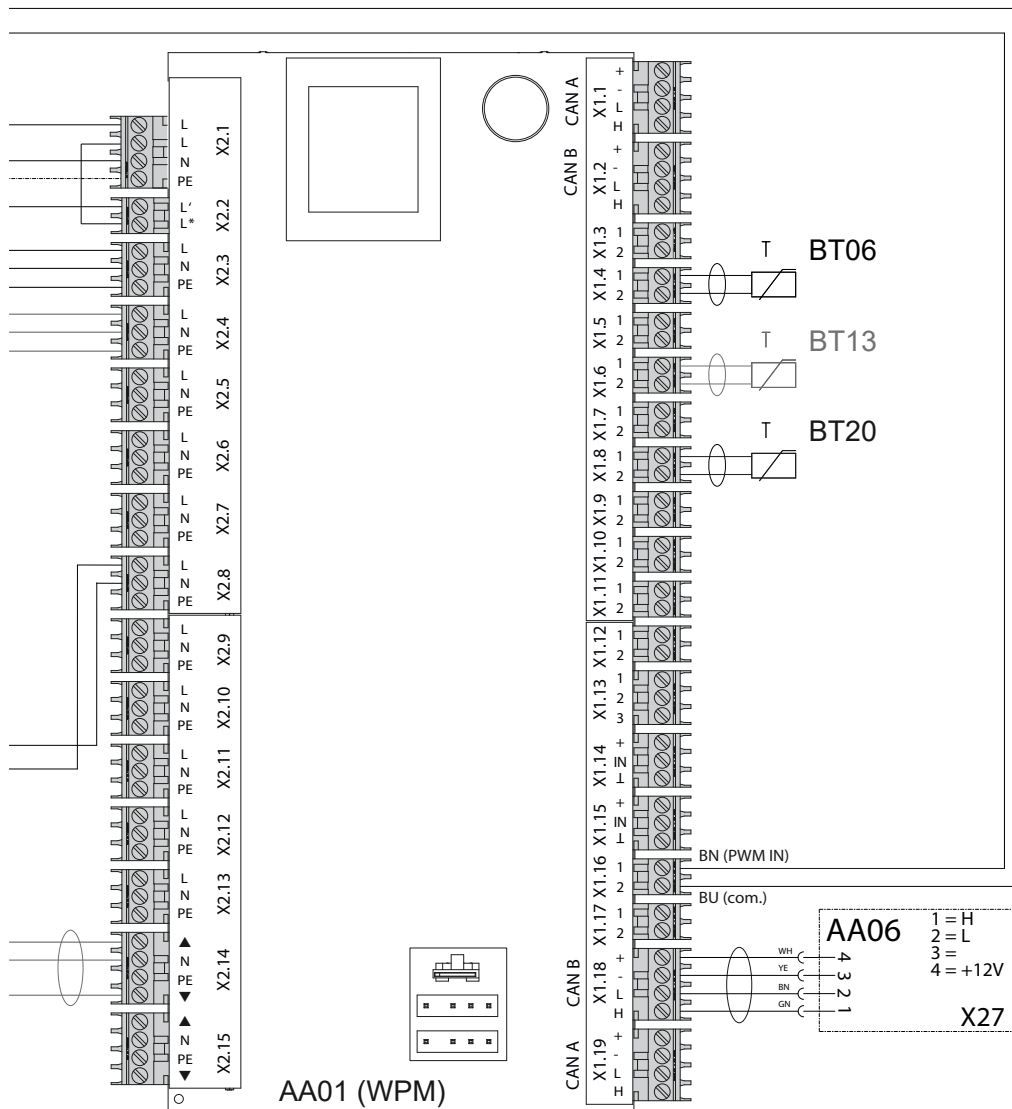 L
L
N
PE
X2.1
L‘
L*
X2.2
L
N
PE
X2.3
L
N
PE
X2.4
L
N
PE
X2.5
L
N
PE
X2.6
L
N
PE
X2.7
L
N
PE
X2.8
L
N
PE
X2.9
L
N
PE
X2.10
L
N
PE
X2.11
L
N
PE
X2.12
L
N
PE
X2.13
▲
N
PE
▼
X2.14
▲
N
PE
▼
X2.15
AA01 (WPM)
CAN A
X1.1
+
-
L
H
CAN B
X1.2
+
-
L
H
X1.3
1
2
X1.4
1
2
T BT06
X1.5
1
2
X1.6
1
2
T BT13
X1.7
1
2
X1.8
1
2
T BT20
X1.9
1
2
X1.10
1
2
X1.11
1
2
X1.12
1
2
X1.13
1
2
3
X1.14
+
IN
⊥
X1.15
+
IN
⊥
X1.16
1
2
BN (PWM IN)
BU (com.)
X1.17
1
2
CAN B
X1.18
+
-
L
H
CAN A
X1.19
+
-
L
H
WH 4
YE 3
BN 2
GN 1
AA06
1 = H
2 = L
3 =
4 = +12V
X27